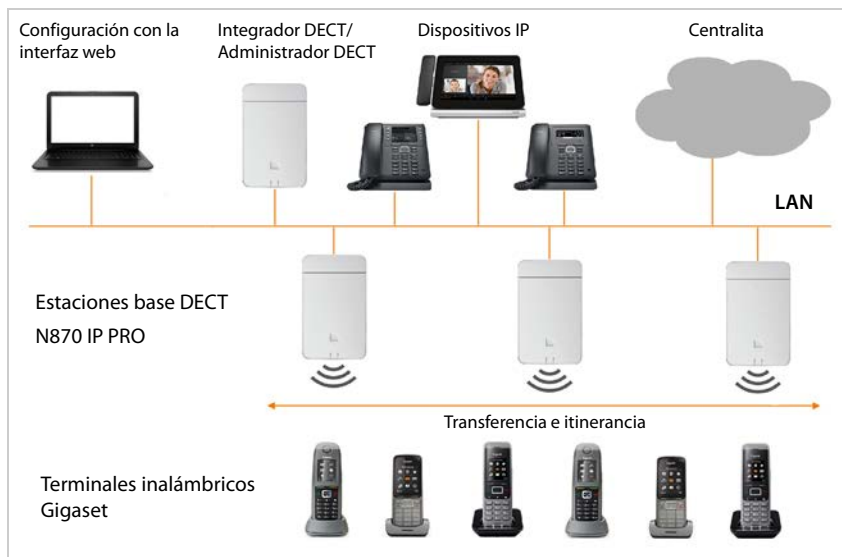 Configuración con la
interfaz web
Integrador DECT/
Administrador DECT
Dispositivos IP
Centralita
LAN
Estaciones base DECT
N870 IP PRO
Transferencia e itinerancia
Terminales inalámbricos
Gigaset